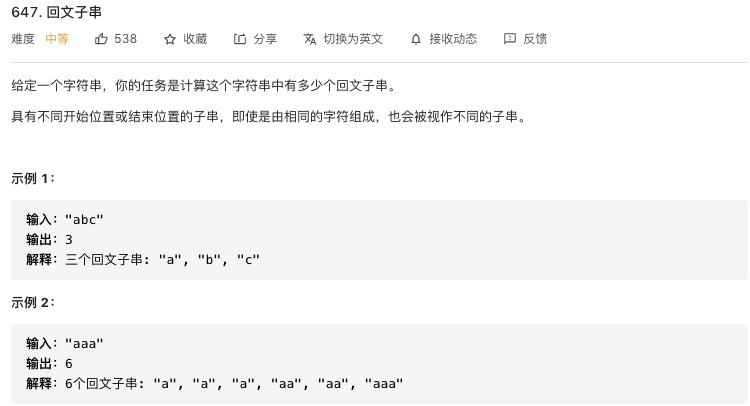 647. 回文子串
难度 中等 538 收藏 分享 切换为英文 接收动态 反馈
给定一个字符串，你的任务是计算这个字符串中有多少个回文子串。
具有不同开始位置或结束位置的子串，即使是由相同的字符组成，也会被视作不同的子串。
示例 1：
输入："abc"
输出：3
解释：三个回文子串: "a", "b", "c"
示例 2：
输入："aaa"
输出：6
解释：6个回文子串: "a", "a", "a", "aa", "aa", "aaa"